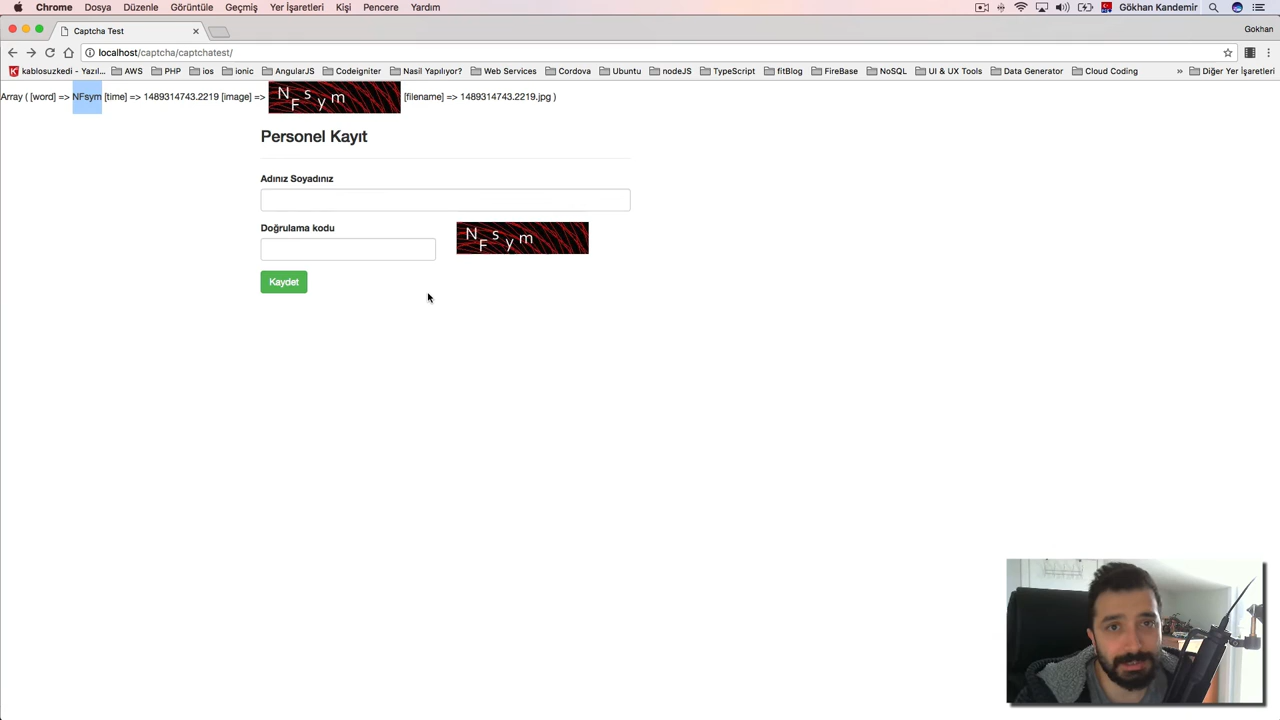 Chrome Dosya Düzenle Görüntüle Geçmiş Yer İşaretleri Kişi Pencere Yardım Gökhan Kandemir
Captcha Test Gokhan
localhost/captcha/captchatest/
kablosuzkedi - Yazıl... AWS PHP ios ionic AngularJS Codeigniter Nasıl Yapılıyor? Web Services Cordova Ubuntu nodeJS TypeScript fitBlog FireBase NoSQL UI & UX Tools Data Generator Cloud Coding » Diğer Yer İşaretleri
Array ( [word] => NFsym [time] => 1489314743.2219 [image] => NFsym [filename] => 1489314743.2219.jpg )
Personel Kayıt
Adınız Soyadınız
Doğrulama kodu NFsym
Kaydet